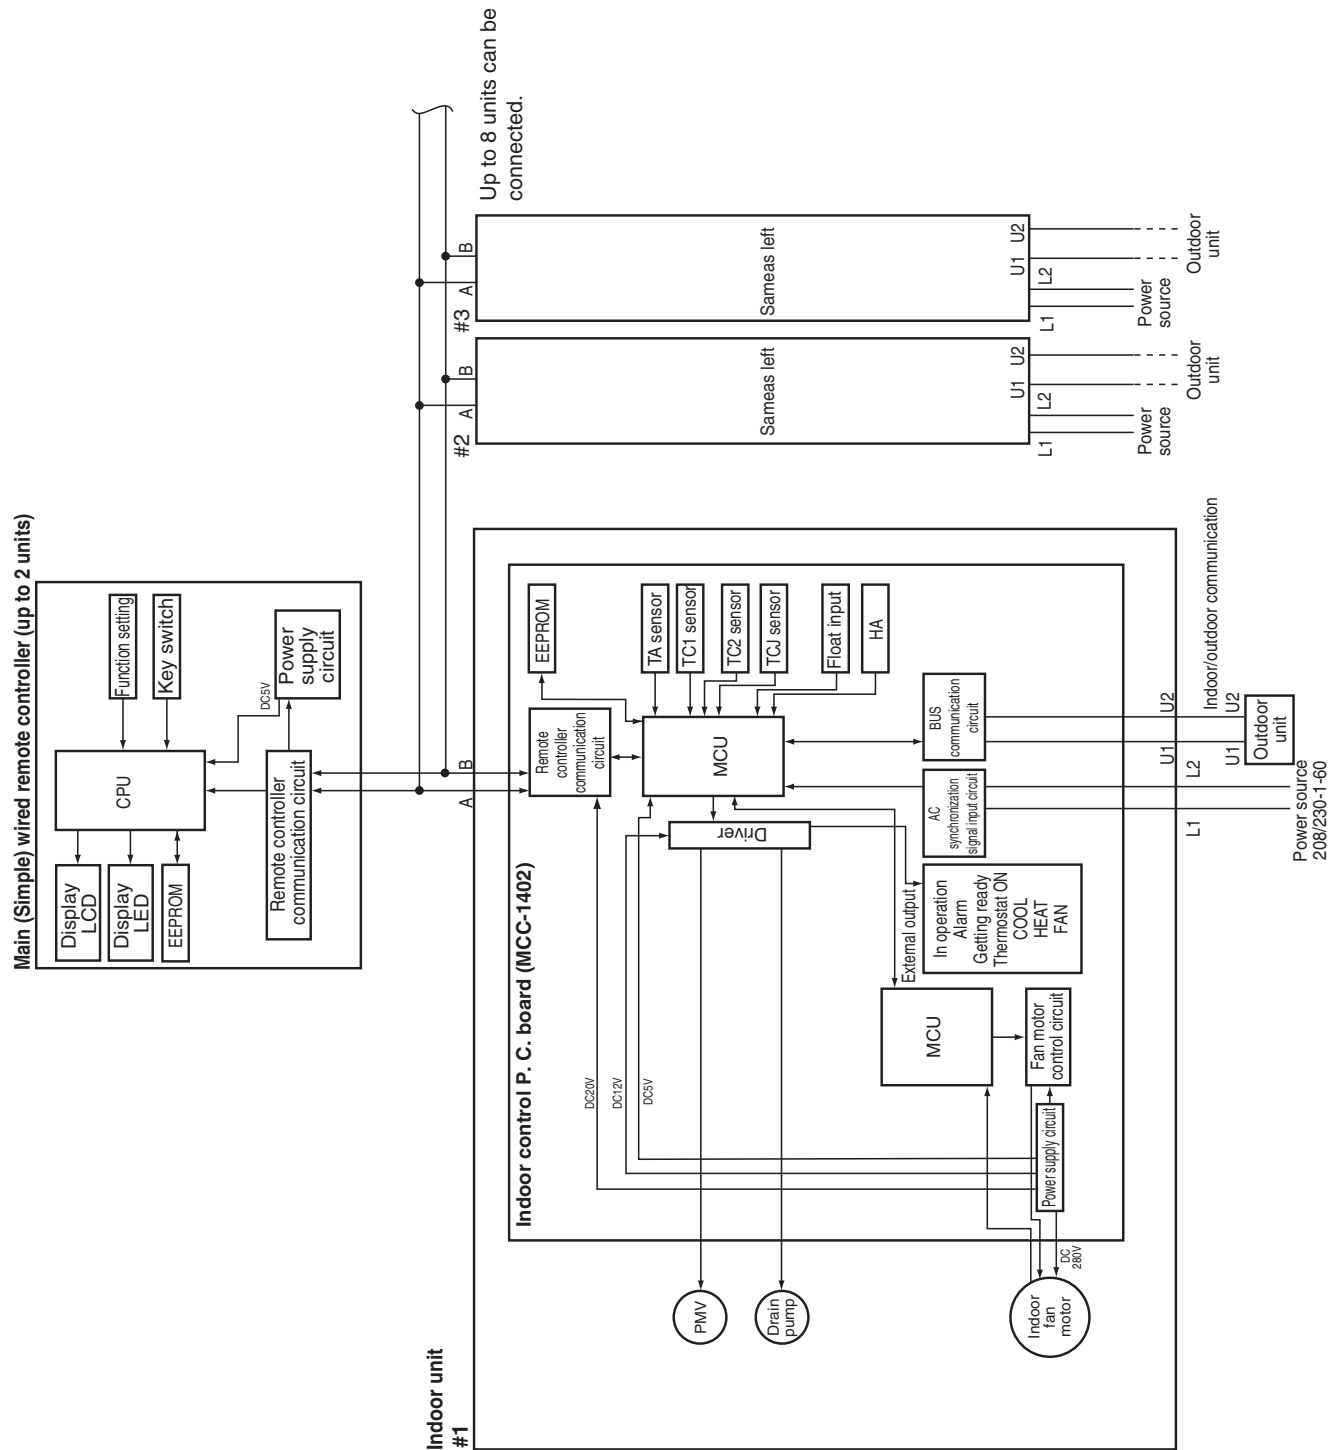 Main (Simple) wired remote controller (up to 2 units)
Display
LCD
Display
LED
EEPROM
CPU
Function setting
Key switch
DC5V
Remote controller
communication circuit
Power
supply
circuit
Indoor unit
#1
A
B
Indoor control P. C. board (MCC-1402)
DC20V
DC12V
DC5V
Remote
controller
communication
circuit
EEPROM
Driver
MCU
TA sensor
TC1 sensor
TC2 sensor
TCJ sensor
Float input
HA
PMV
Drain
pump
External output
In operation
Alarm
Getting ready
Thermostat ON
COOL
HEAT
FAN
AC
synchronization
signal input circuit
BUS
communication
circuit
MCU
Fan motor
control circuit
Power supply circuit
DC
280V
Indoor
fan
motor
L1
L2
U1
U2
Indoor/outdoor communication
U1
U2
Outdoor
unit
Power source
208/230-1-60
#2
A
B
Sameas left
U1
U2
L1
L2
Power
source
Outdoor
unit
#3
A
B
Sameas left
U1
U2
L1
L2
Power
source
Outdoor
unit
Up to 8 units can be
connected.